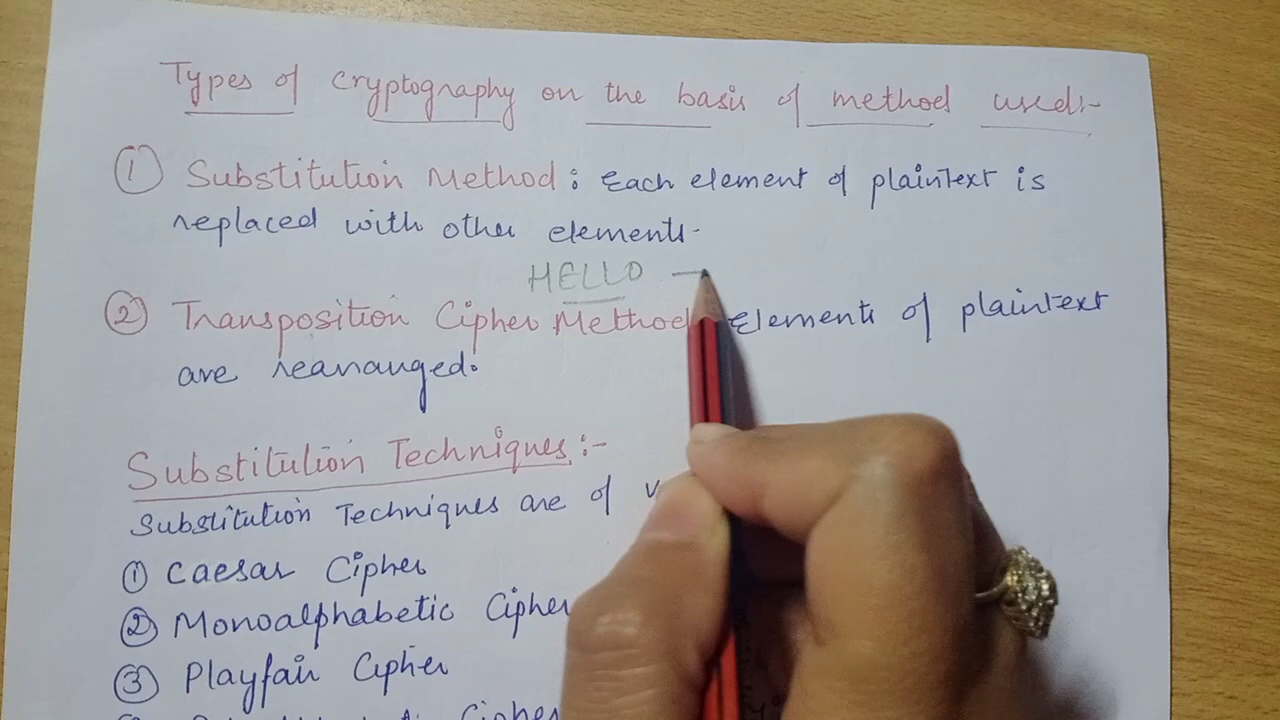 Types of Cryptography on the basis of method used:-
① Substitution Method: Each element of plaintext is
replaced with other elements.
HELLO —
② Transposition Cipher Method elements of plaintext
are rearranged.
Substitution Techniques:-
Substitution Techniques are of
① Caesar Cipher
② Monoalphabetic Cipher
③ Playfair Cipher
Cipher